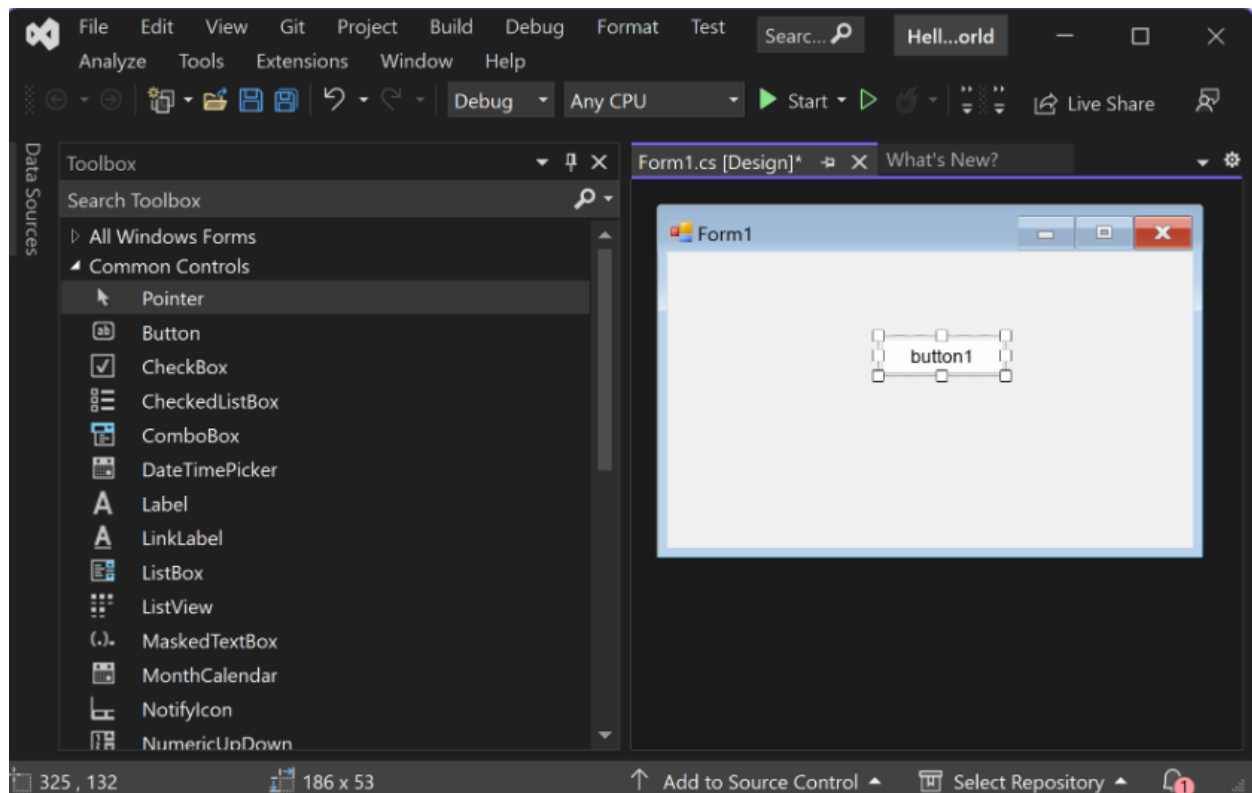 File Edit View Git Project Build Debug Format Test Searc... Hell...orld
Analyze Tools Extensions Window Help
Debug Any CPU Start Live Share
Data Sources
Toolbox
Search Toolbox
All Windows Forms
Common Controls
Pointer
Button
CheckBox
CheckedListBox
ComboBox
DateTimePicker
Label
LinkLabel
ListBox
ListView
MaskedTextBox
MonthCalendar
NotifyIcon
NumericUpDown
Form1.cs [Design]* What's New?
Form1
button1
325 , 132 186 x 53 Add to Source Control Select Repository 1